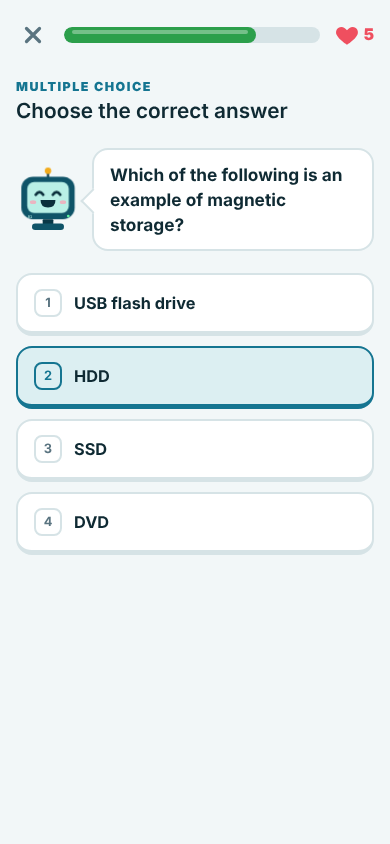 5
MULTIPLE CHOICE
Choose the correct answer
Which of the following is an
example of magnetic
storage?
1 USB flash drive
2 HDD
3 SSD
4 DVD